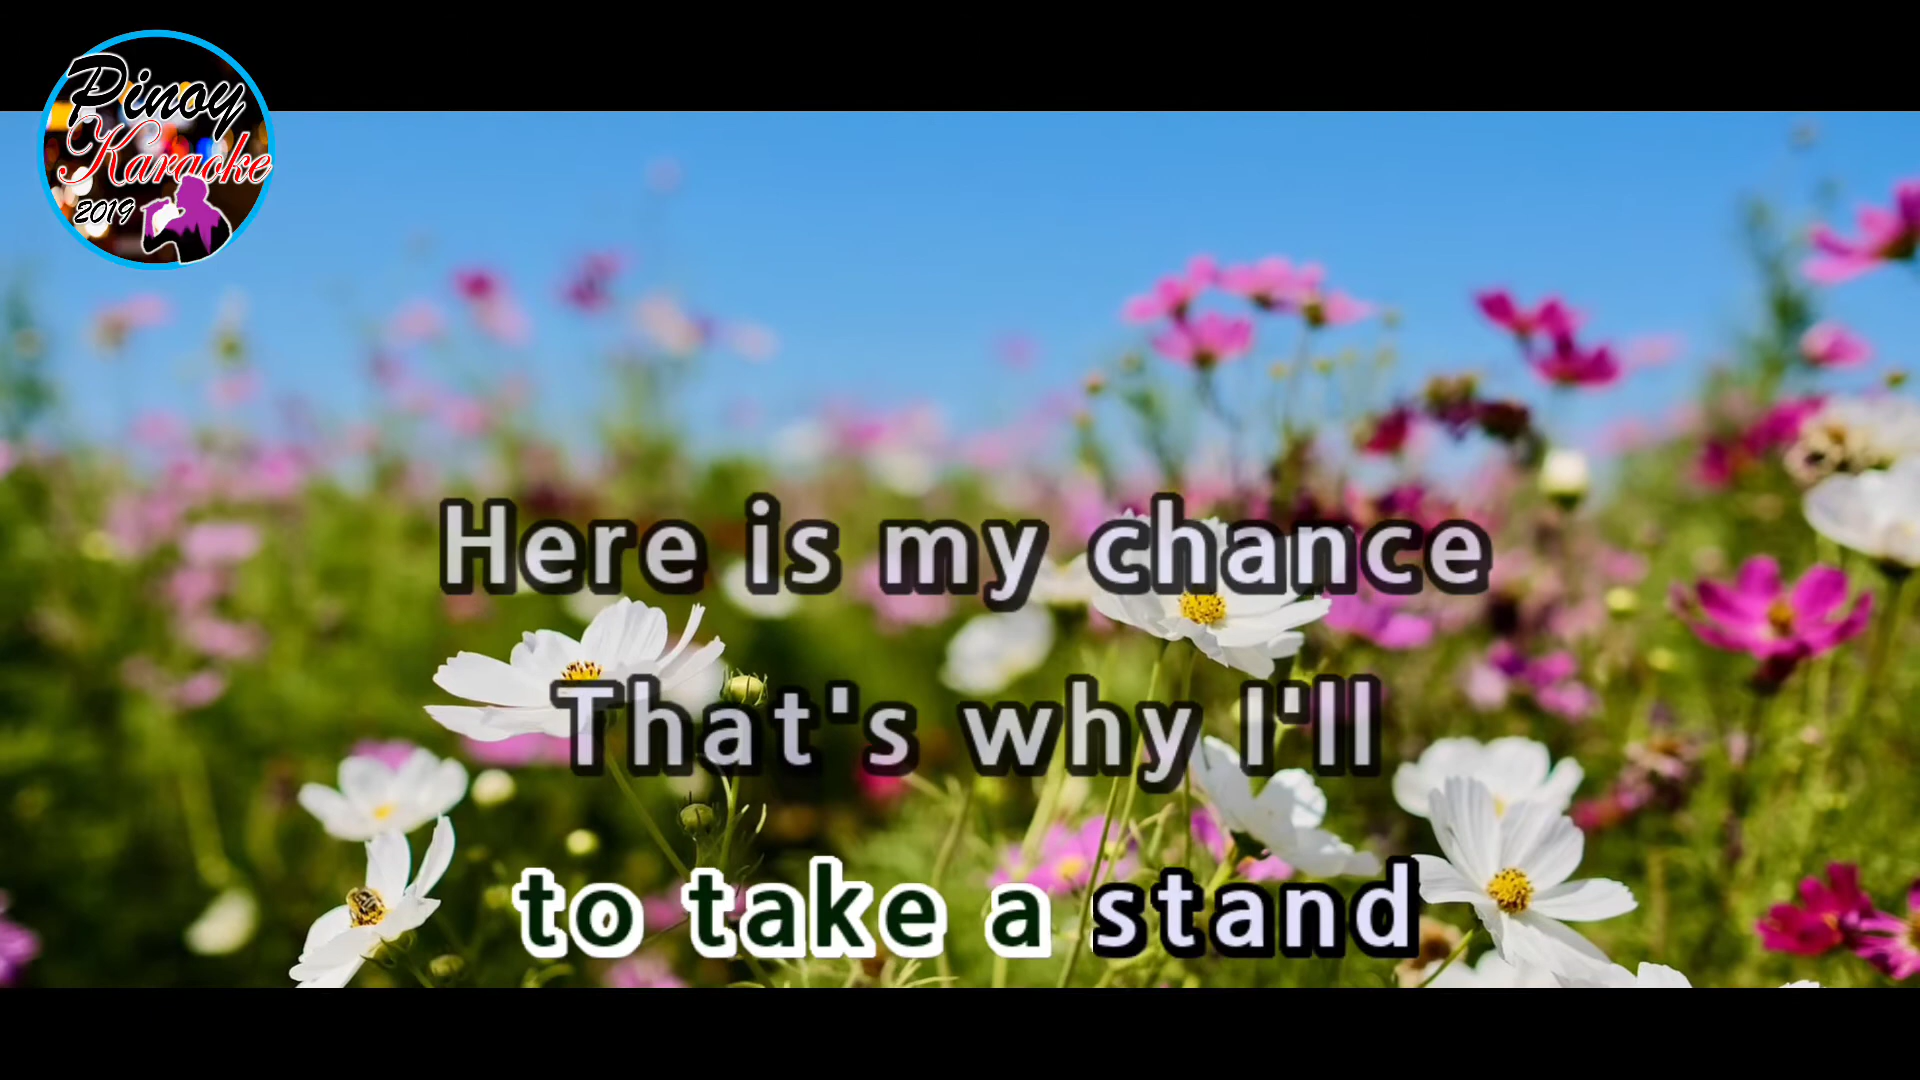 Pinoy
Karaoke
2019
Here is my chance
That's why I'll
to take a stand